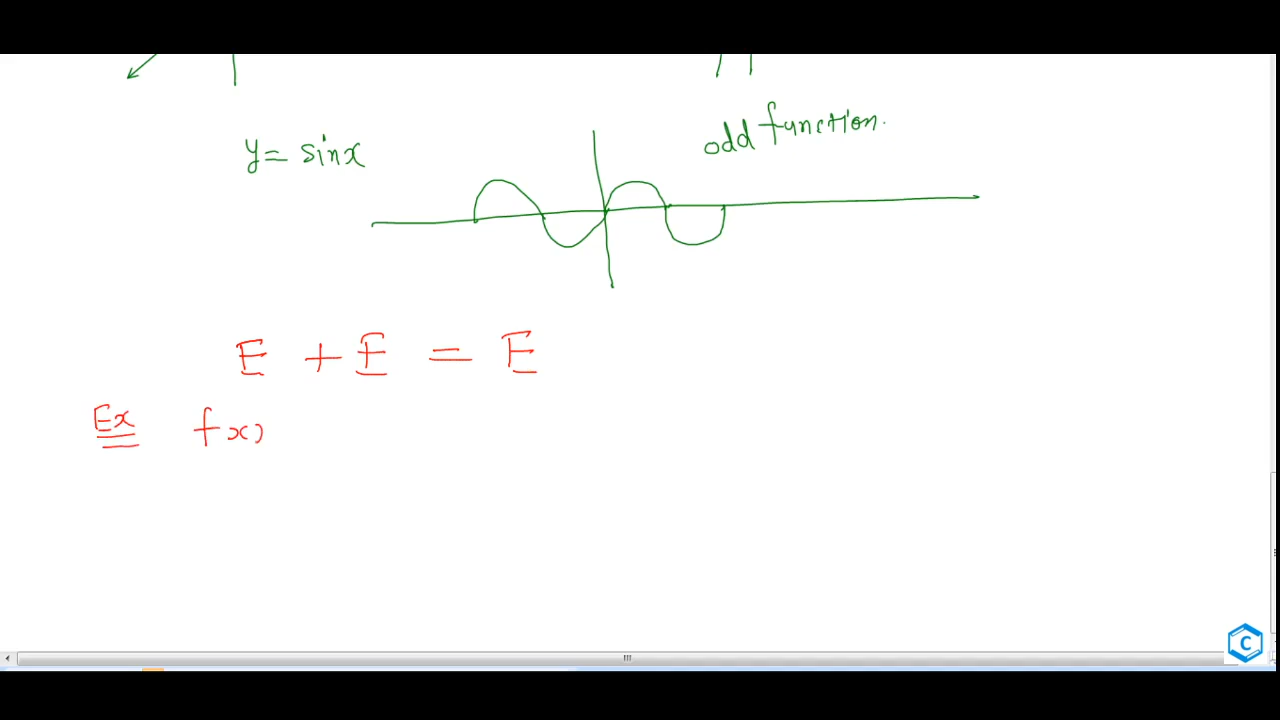 y = sinx
odd function.
E + E = E
Ex f(x)
C